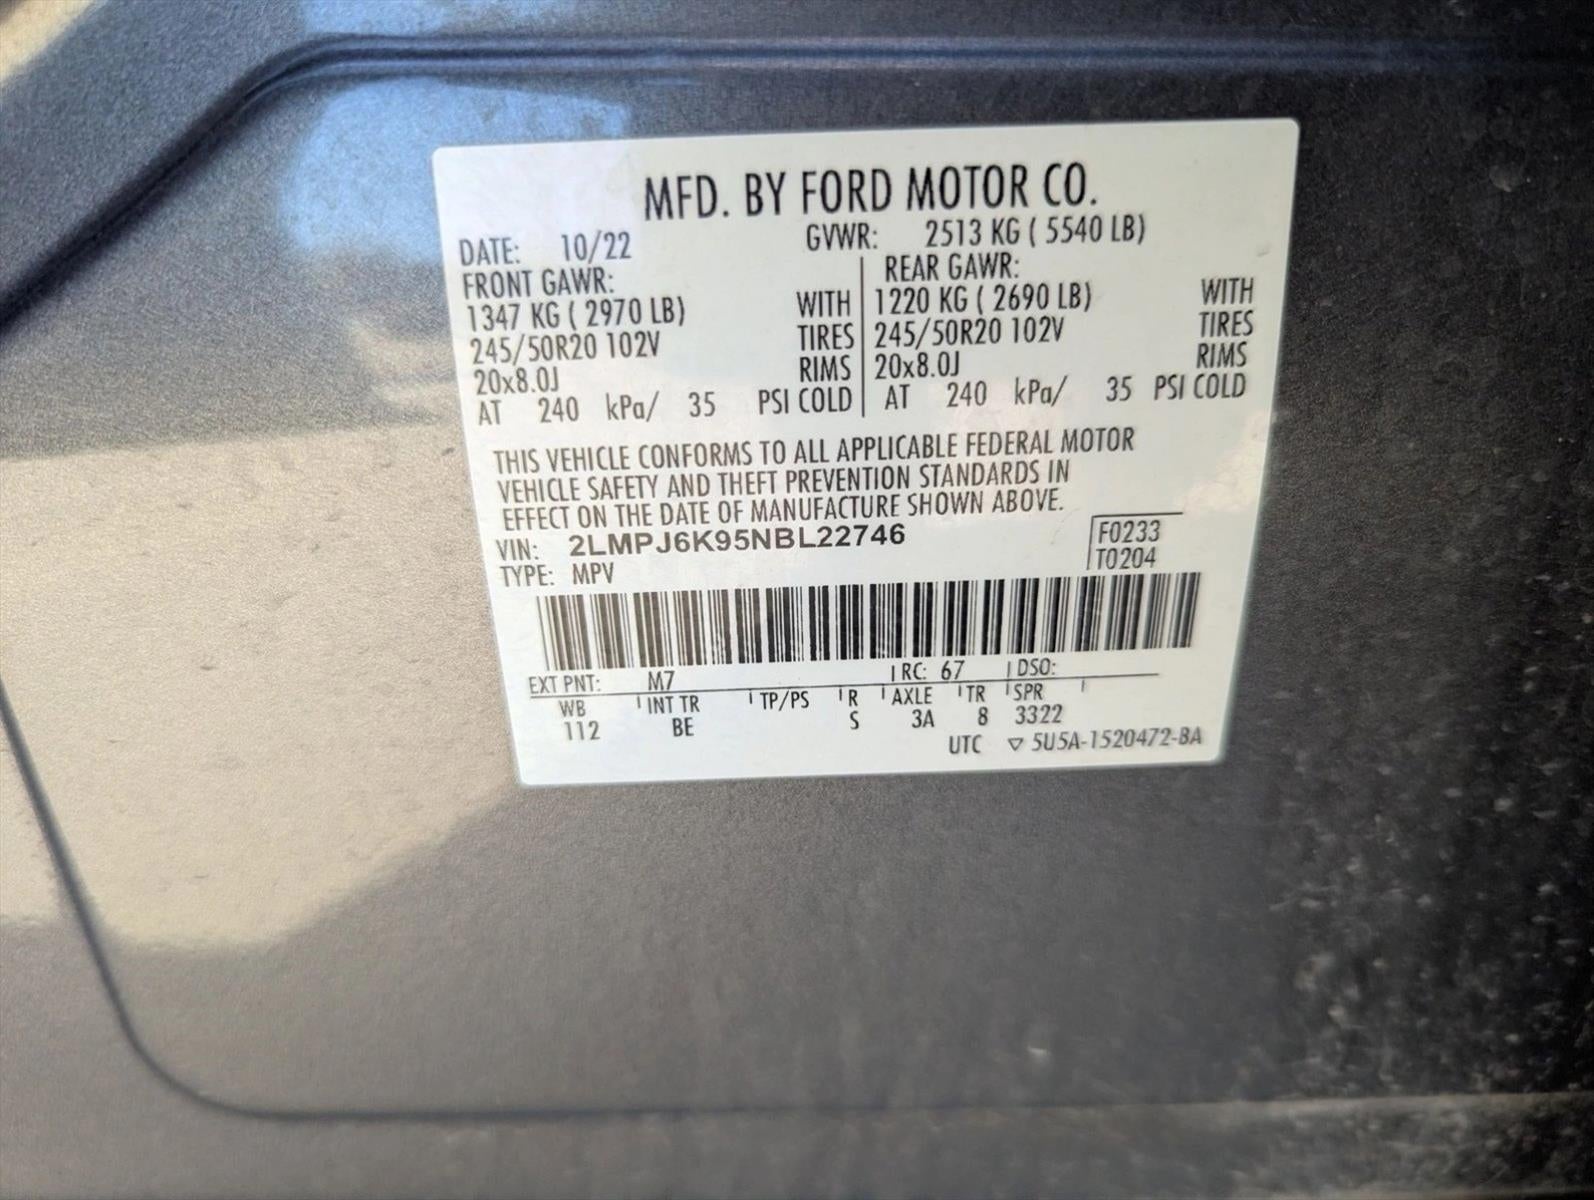 MFD. BY FORD MOTOR CO.
DATE: 10/22 GVWR: 2513 KG ( 5540 LB)
FRONT GAWR: REAR GAWR:
1347 KG ( 2970 LB) WITH 1220 KG ( 2690 LB) WITH
245/50R20 102V TIRES 245/50R20 102V TIRES
20x8.0J RIMS 20x8.0J RIMS
AT 240 kPa/ 35 PSI COLD AT 240 kPa/ 35 PSI COLD
THIS VEHICLE CONFORMS TO ALL APPLICABLE FEDERAL MOTOR
VEHICLE SAFETY AND THEFT PREVENTION STANDARDS IN
EFFECT ON THE DATE OF MANUFACTURE SHOWN ABOVE.
VIN: 2LMPJ6K95NBL22746 F0233
TYPE: MPV T0204
EXT PNT: M7 RC: 67 DSO:
WB INT TR TP/PS R AXLE TR SPR
112 BE S 3A 8 3322
UTC ▽ 5U5A-1520472-BA